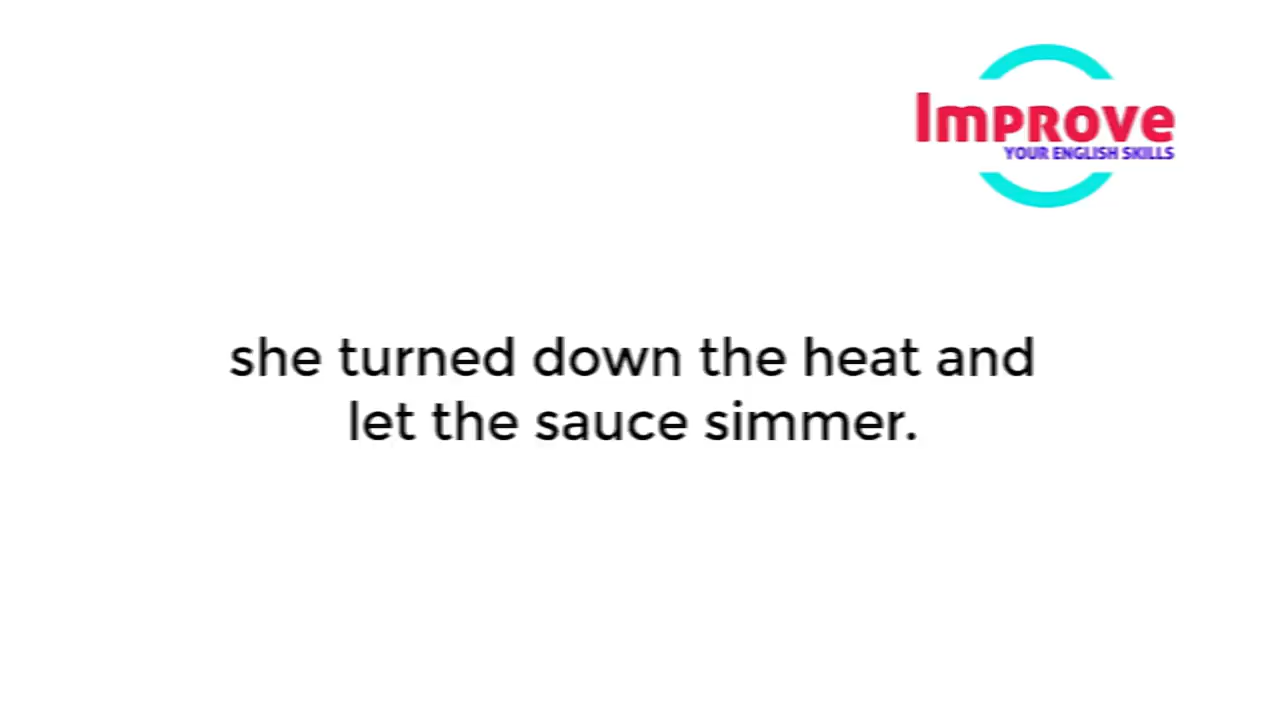 Improve
YOUR ENGLISH SKILLS
she turned down the heat and
let the sauce simmer.